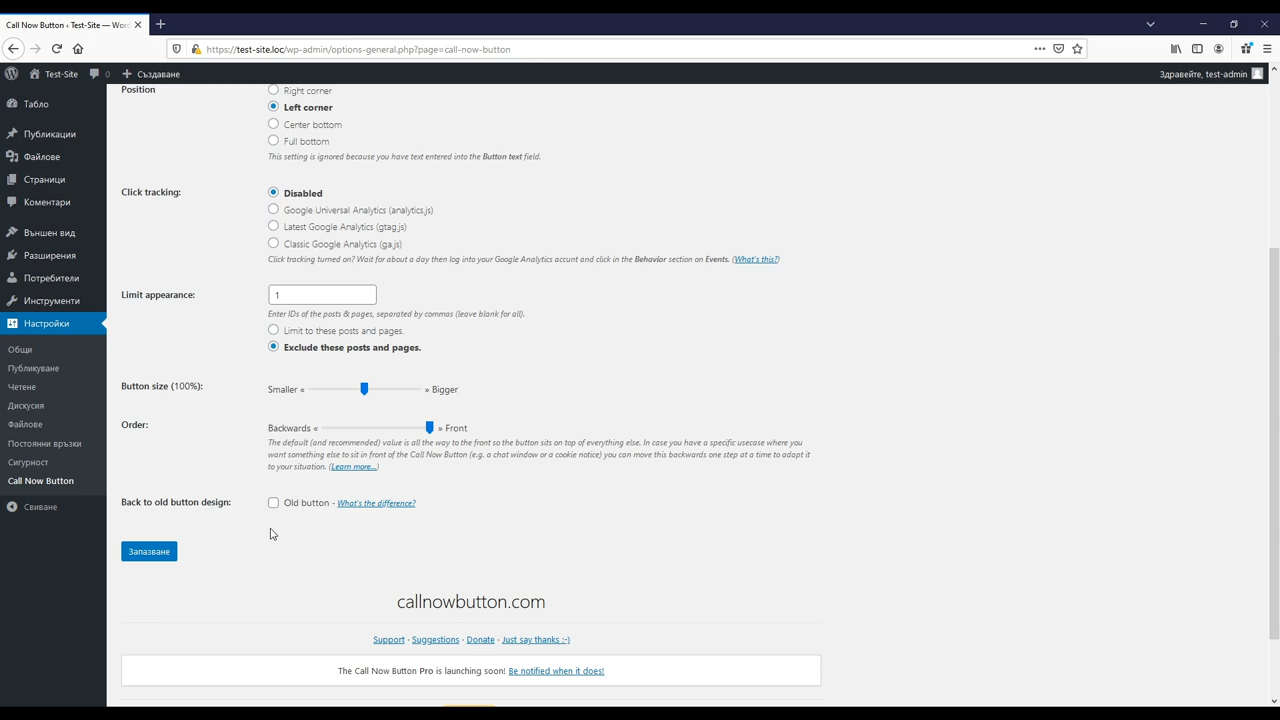 Call Now Button ‹ Test-Site — Wor
https://test-site.loc/wp-admin/options-general.php?page=call-now-button
Test-Site
0
Създаване
Здравейте, test-admin
Табло
Публикации
Файлове
Страници
Коментари
Външен вид
Разширения
Потребители
Инструменти
Настройки
Общи
Публикуване
Четене
Дискусия
Файлове
Постоянни връзки
Сигурност
Call Now Button
Свиване
Position
Right corner
Left corner
Center bottom
Full bottom
This setting is ignored because you have text entered into the Button text field.
Click tracking:
Disabled
Google Universal Analytics (analytics.js)
Latest Google Analytics (gtag.js)
Classic Google Analytics (ga.js)
Click tracking turned on? Wait for about a day then log into your Google Analytics accunt and click in the Behavior section on Events. (What's this?)
Limit appearance:
1
Enter IDs of the posts & pages, separated by commas (leave blank for all).
Limit to these posts and pages.
Exclude these posts and pages.
Button size (100%):
Smaller «
» Bigger
Order:
Backwards «
» Front
The default (and recommended) value is all the way to the front so the button sits on top of everything else. In case you have a specific usecase where you
want something else to sit in front of the Call Now Button (e.g. a chat window or a cookie notice) you can move this backwards one step at a time to adapt it
to your situation. (Learn more...)
Back to old button design:
Old button - What's the difference?
Запазване
callnowbutton.com
Support · Suggestions · Donate · Just say thanks :-)
The Call Now Button Pro is launching soon! Be notified when it does!